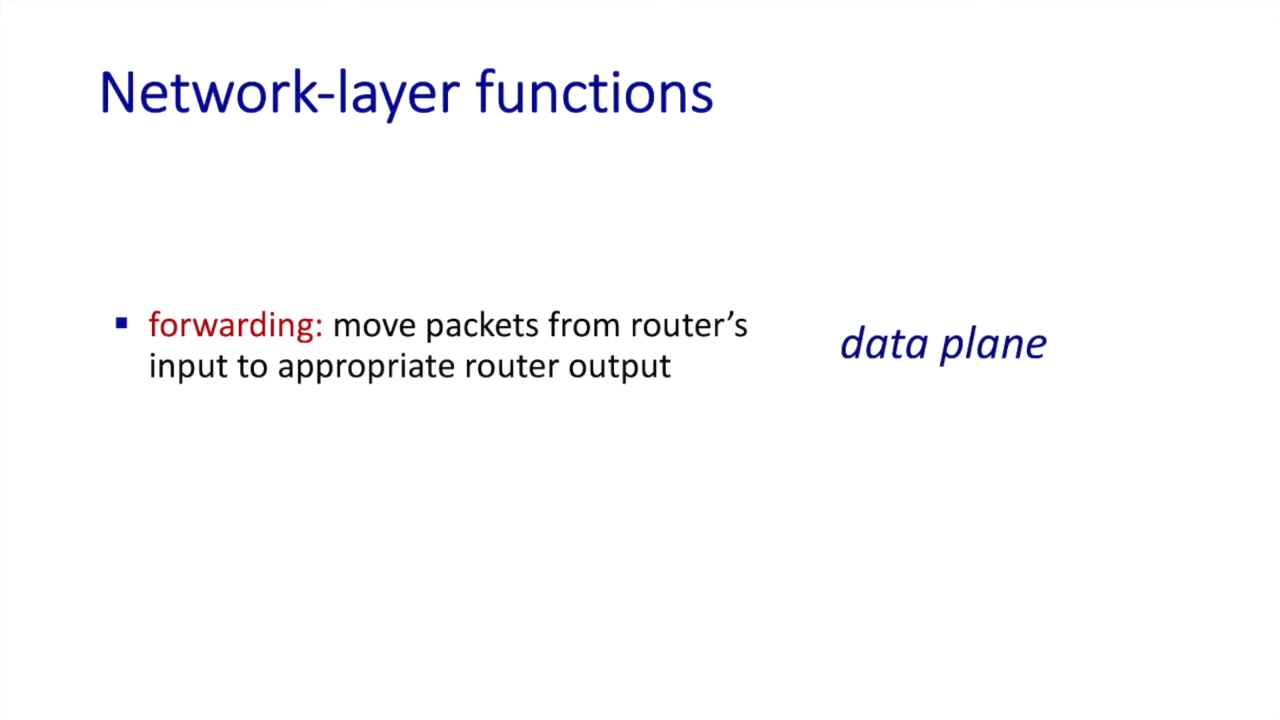 Network-layer functions
▪ forwarding: move packets from router’s
input to appropriate router output
data plane